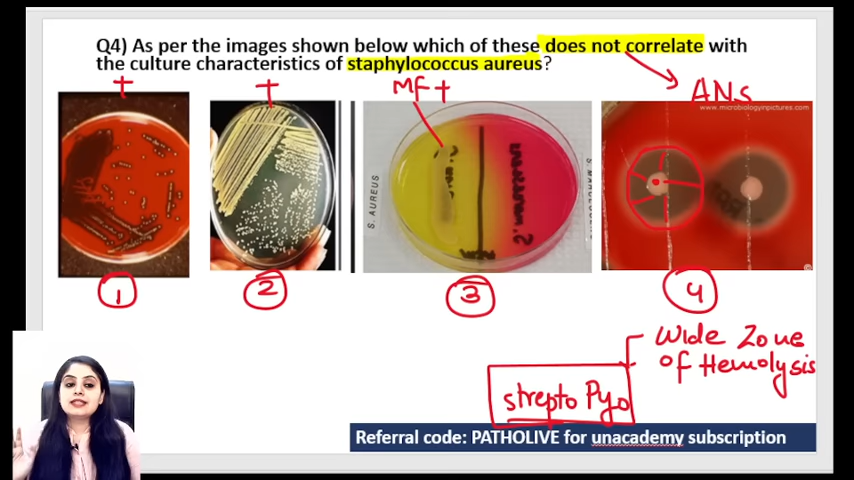 Q4) As per the images shown below which of these does not correlate with
the culture characteristics of staphylococcus aureus?
+
+
MF +
ANS
www.microbiologyinpictures.com
S. AUREUS
1
2
3
4
Wide Zone
of Hemolysis
strepto Pyo
Referral code: PATHOLIVE for unacademy subscription